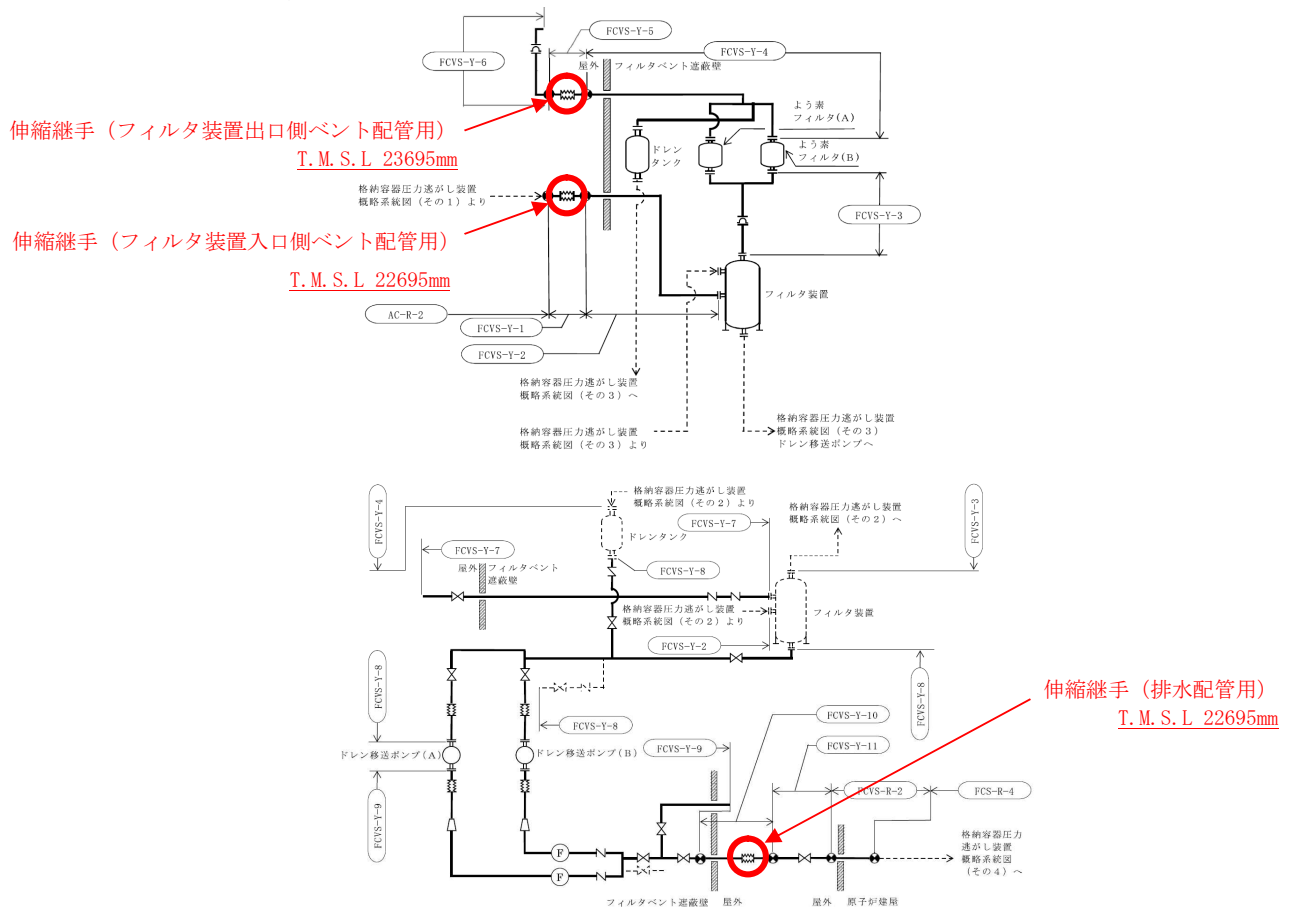 FCVS-Y-5
FCVS-Y-4
FCVS-Y-6
屋外
フィルタベント遮蔽壁
伸縮継手（フィルタ装置出口側ベント配管用）
T.M.S.L 23695mm
よう素
フィルタ(A)
ドレン
タンク
よう素
フィルタ(B)
格納容器圧力逃がし装置
概略系統図（その１）より
FCVS-Y-3
伸縮継手（フィルタ装置入口側ベント配管用）
T.M.S.L 22695mm
フィルタ装置
AC-R-2
FCVS-Y-1
FCVS-Y-2
格納容器圧力逃がし装置
概略系統図（その３）へ
格納容器圧力逃がし装置
概略系統図（その３）より
格納容器圧力逃がし装置
概略系統図（その３）
ドレン移送ポンプへ
FCVS-Y-4
格納容器圧力逃がし装置
概略系統図（その２）より
格納容器圧力逃がし装置
概略系統図（その２）へ
FCVS-Y-3
FCVS-Y-7
FCVS-Y-7
ドレンタンク
屋外
フィルタベント
遮蔽壁
FCVS-Y-8
格納容器圧力逃がし装置
概略系統図（その２）より
フィルタ装置
FCVS-Y-2
FCVS-Y-8
FCVS-Y-8
FCVS-Y-8
伸縮継手（排水配管用）
T.M.S.L 22695mm
FCVS-Y-10
FCVS-Y-9
FCVS-Y-11
ドレン移送ポンプ(A)
ドレン移送ポンプ(B)
FCVS-Y-9
FCVS-R-2
FCS-R-4
F
F
格納容器圧力
逃がし装置
概略系統図
（その４）へ
フィルタベント遮蔽壁
屋外
屋外
原子炉建屋